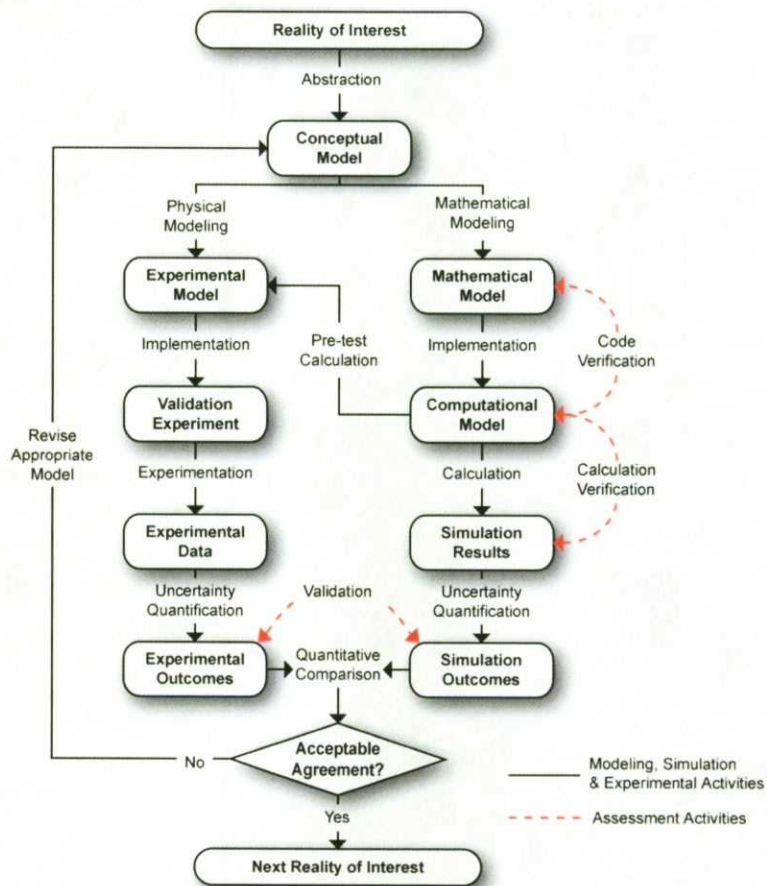 Reality of Interest
Abstraction
Conceptual
Model
Physical
Modeling
Mathematical
Modeling
Experimental
Model
Mathematical
Model
Implementation
Pre-test
Calculation
Implementation
Code
Verification
Validation
Experiment
Computational
Model
Revise
Appropriate
Model
Experimentation
Calculation
Calculation
Verification
Experimental
Data
Simulation
Results
Uncertainty
Quantification
Validation
Uncertainty
Quantification
Experimental
Outcomes
Quantitative
Comparison
Simulation
Outcomes
No
Acceptable
Agreement?
Modeling, Simulation
& Experimental Activities
Yes
Assessment Activities
Next Reality of Interest